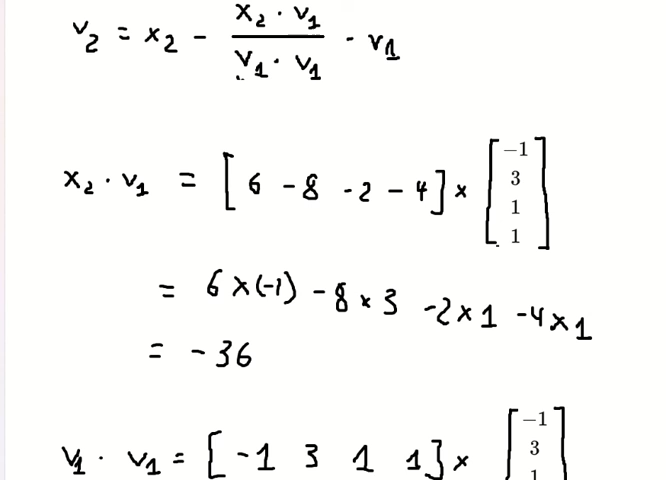 v₂ = x₂ - (x₂ · v₁)/(v₁ · v₁) · v₁
x₂ · v₁ = [6 -8 -2 -4] × [-1 3 1 1]
= 6 × (-1) - 8 × 3 - 2 × 1 - 4 × 1
= - 36
v₁ · v₁ = [-1 3 1 1] × [-1 3 1